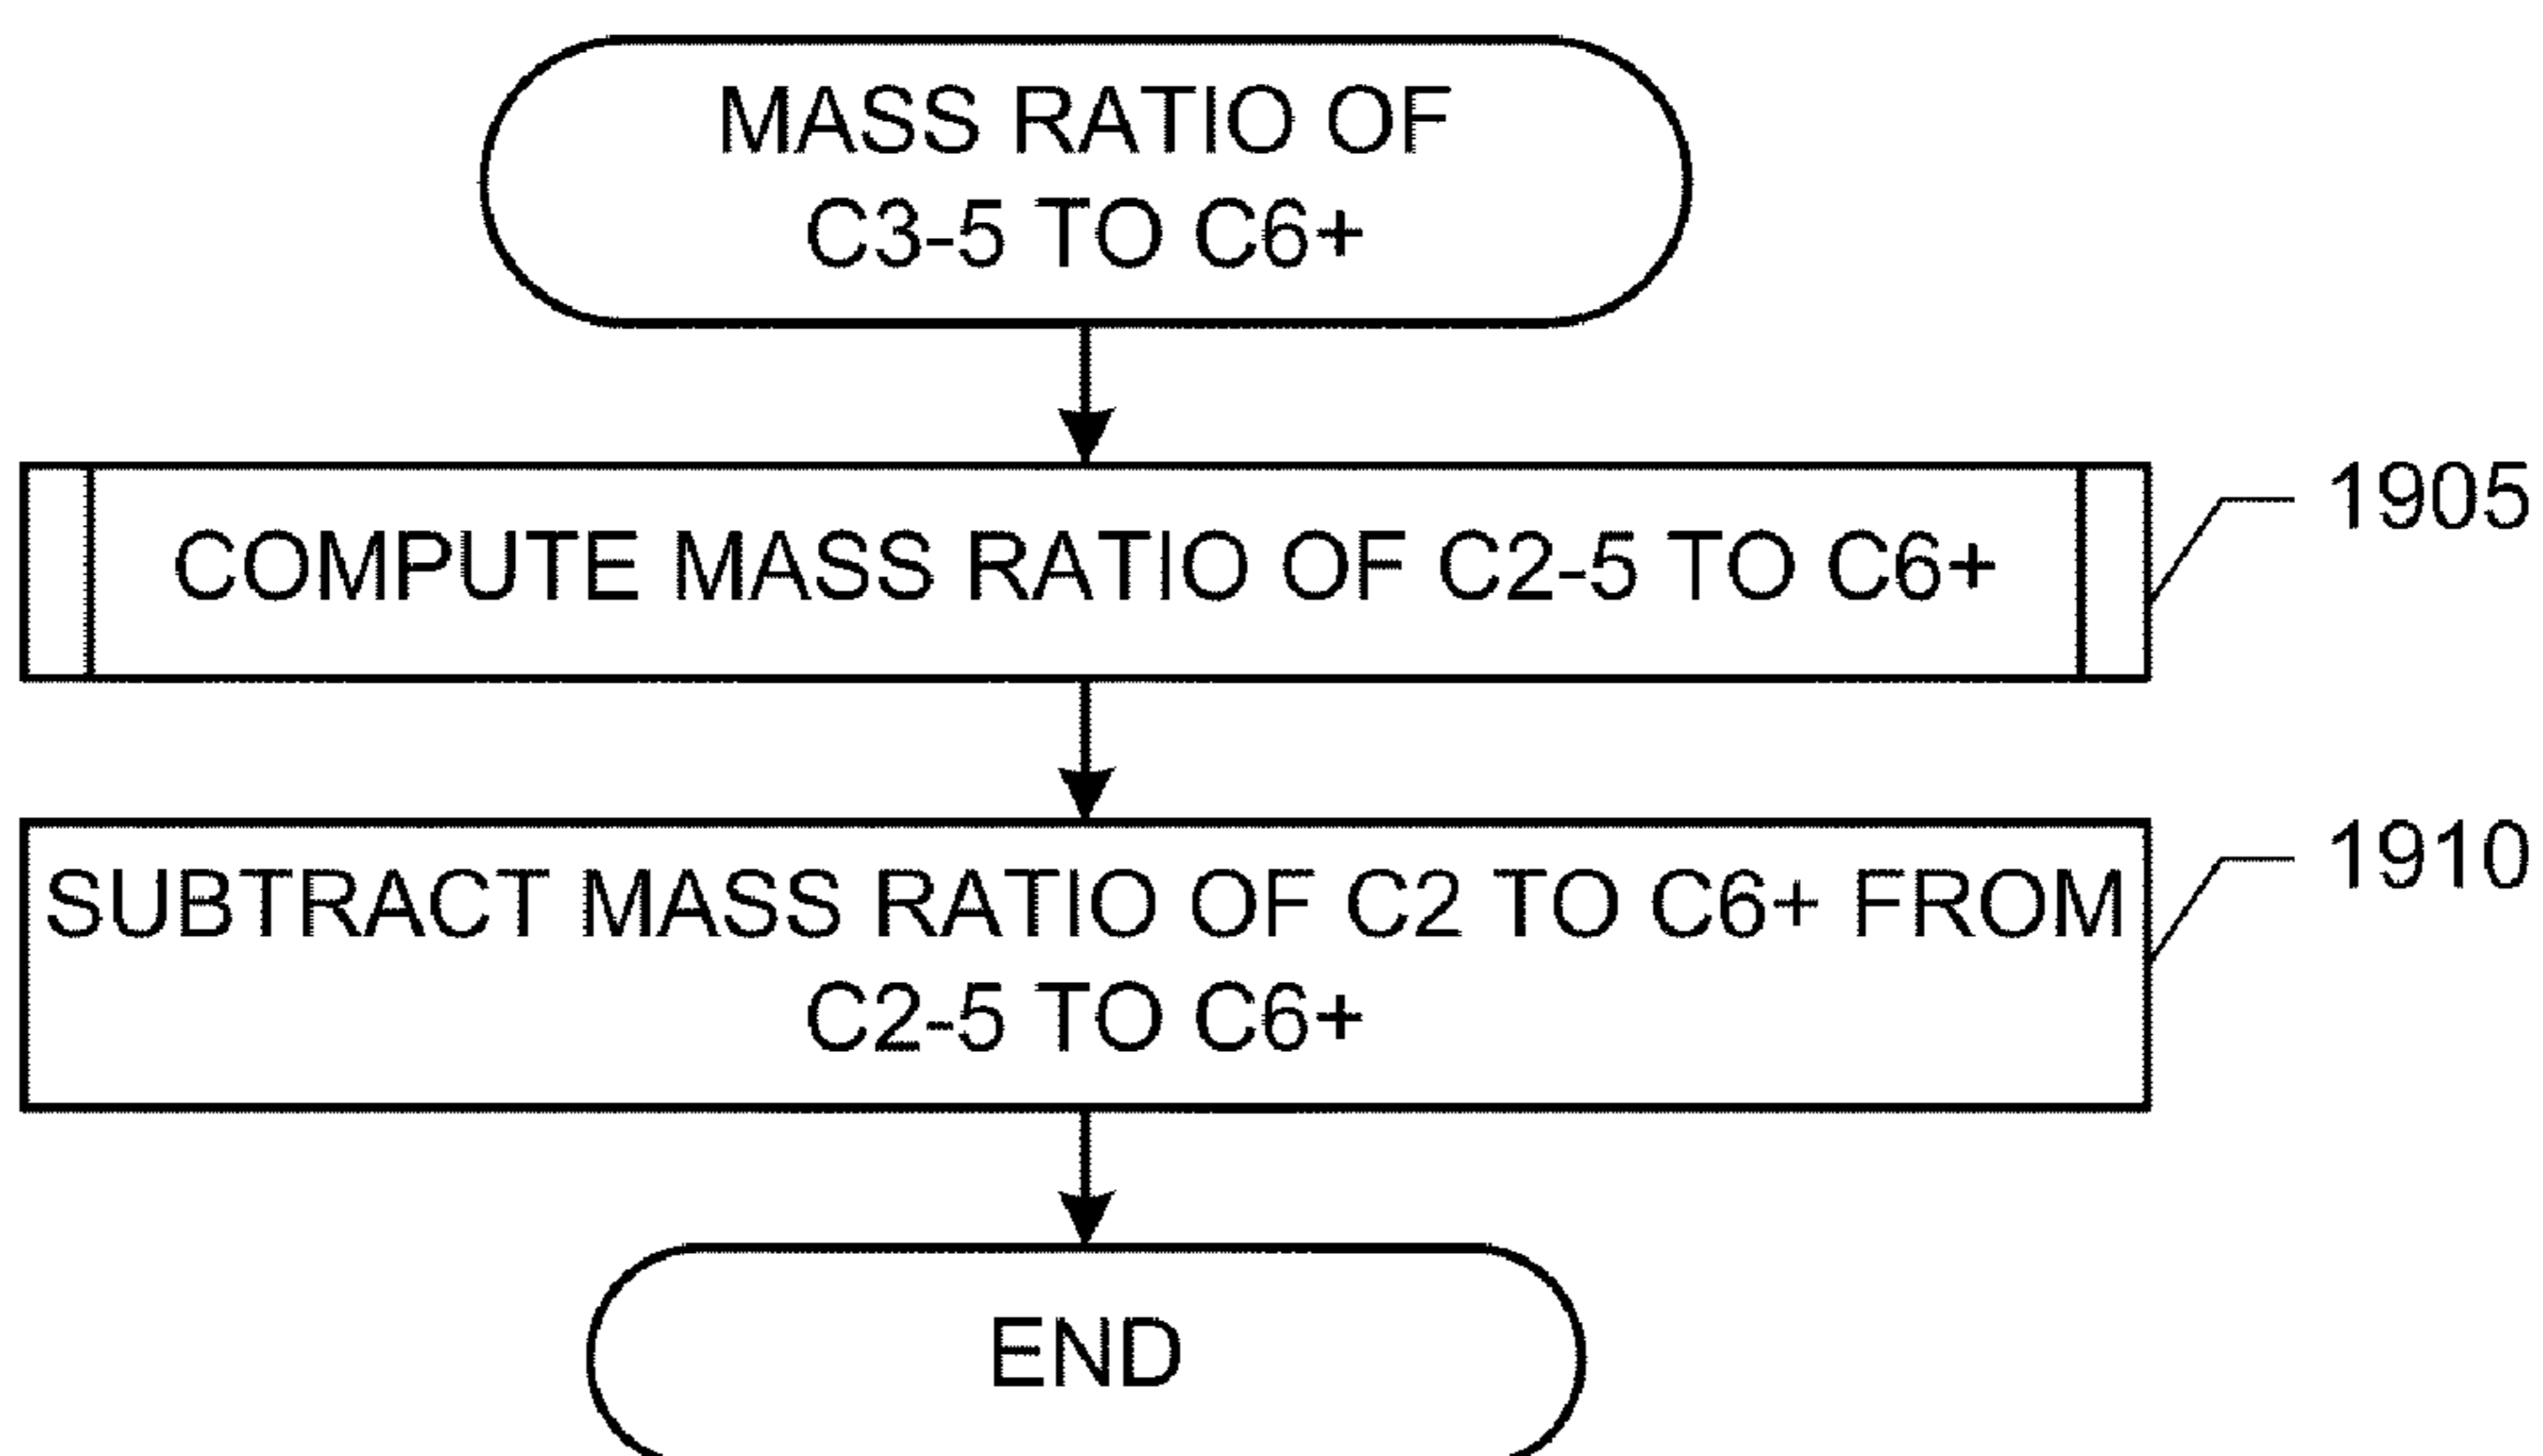 MASS RATIO OF
C3-5 TO C6+
COMPUTE MASS RATIO OF C2-5 TO C6+
1905
SUBTRACT MASS RATIO OF C2 TO C6+ FROM
C2-5 TO C6+
1910
END